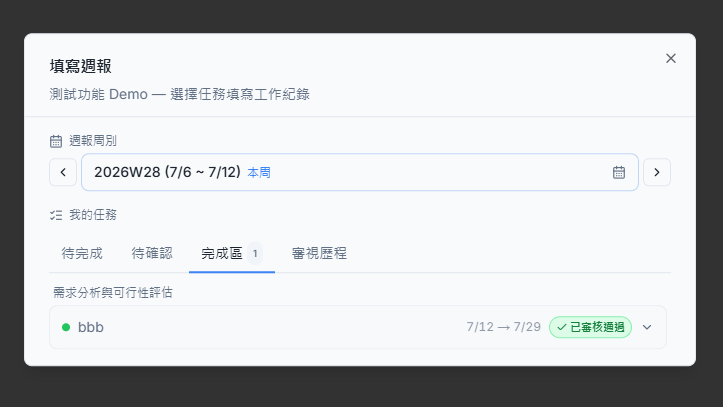 填寫週報
測試功能 Demo — 選擇任務填寫工作紀錄
週報周別
2026W28 (7/6 ~ 7/12) 本周
我的任務
待完成 待確認 完成區 1 審視歷程
需求分析與可行性評估
bbb 7/12 → 7/29 已審核通過